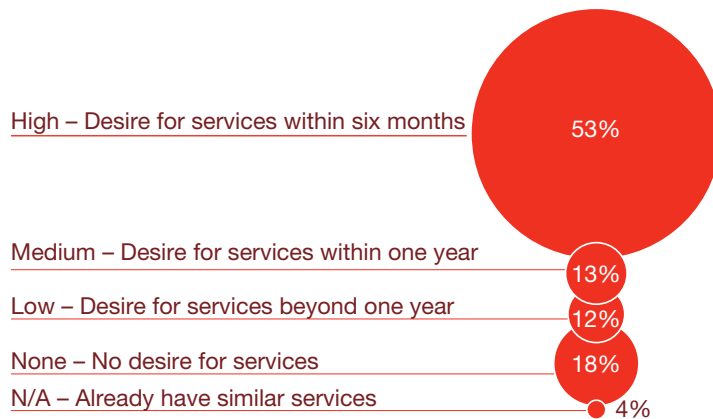 High – Desire for services within six months
53%
Medium – Desire for services within one year
13%
Low – Desire for services beyond one year
12%
None – No desire for services
18%
N/A – Already have similar services
4%